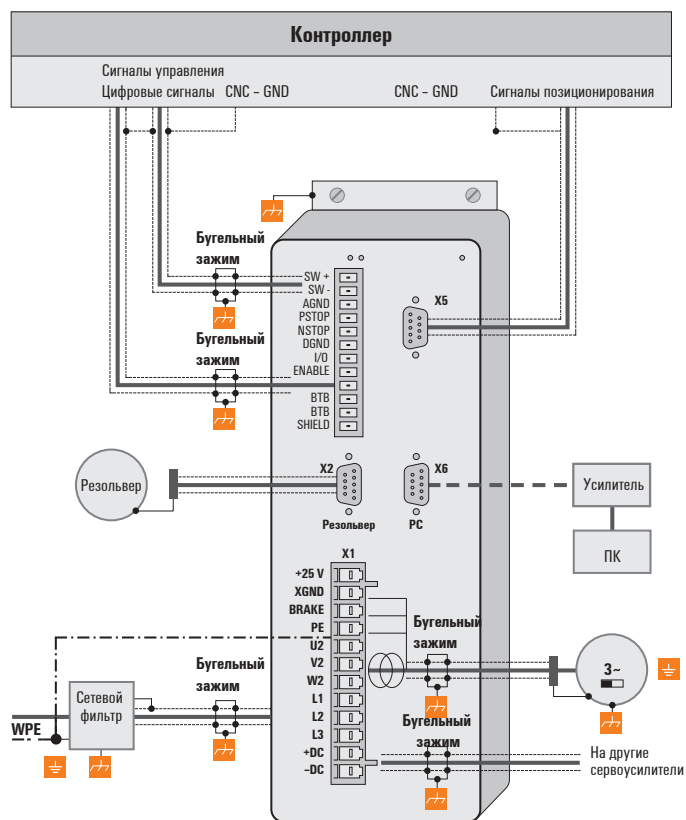 Контроллер
Сигналы управления
Цифровые сигналы CNC – GND
CNC – GND Сигналы позиционирования
Бугельный
зажим
SW +
SW -
AGND
PSTOP
NSTOP
DGND
I/O
ENABLE
BTB
BTB
SHIELD
X5
Бугельный
зажим
Резольвер
X2
Резольвер
X6
PC
Усилитель
ПК
X1
+25 V
XGND
BRAKE
PE
U2
V2
W2
L1
L2
L3
+DC
–DC
Бугельный
зажим
3~
Бугельный
зажим
Сетевой
фильтр
WPE
Бугельный
зажим
На другие
сервоусилители